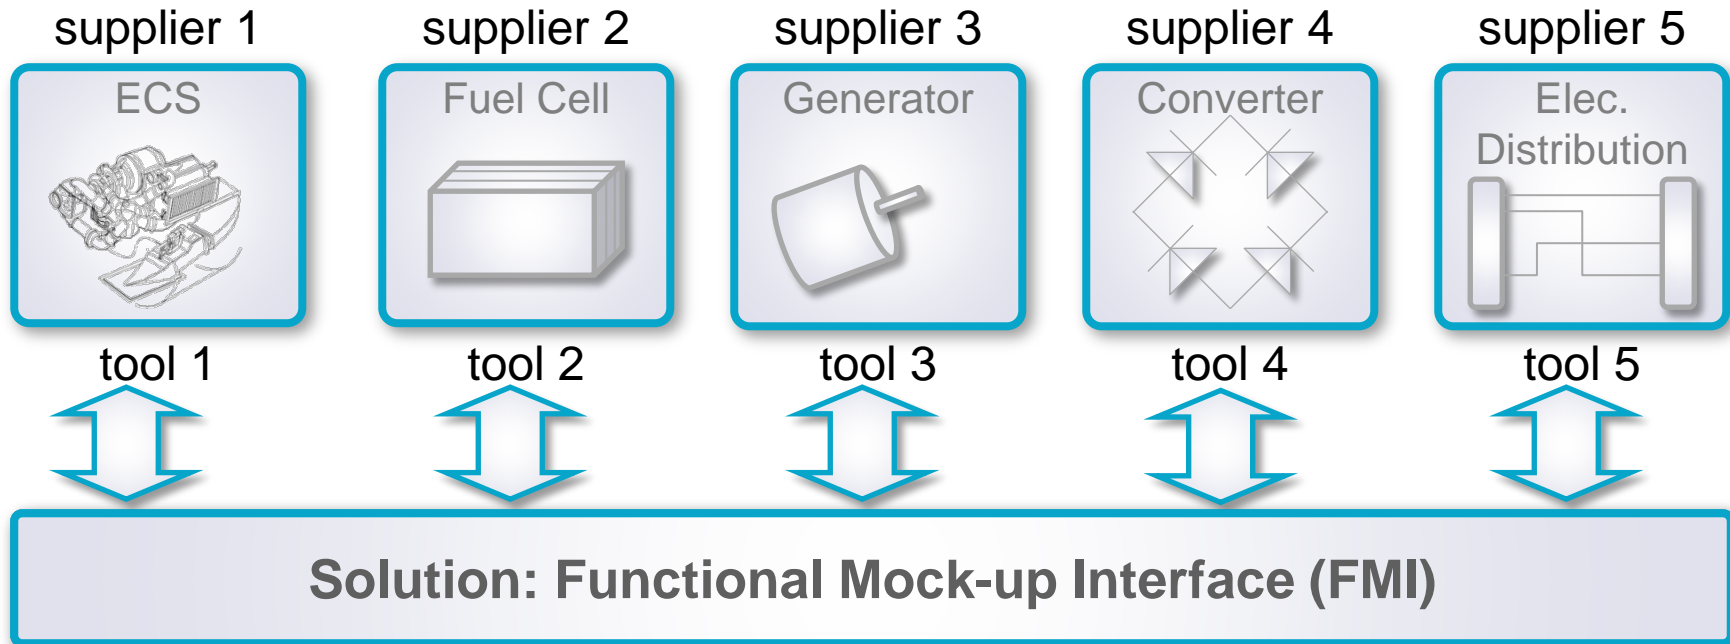 supplier 1
supplier 2
supplier 3
supplier 4
supplier 5
ECS
Fuel Cell
Generator
Converter
Elec.
Distribution
tool 1
tool 2
tool 3
tool 4
tool 5
Solution: Functional Mock-up Interface (FMI)